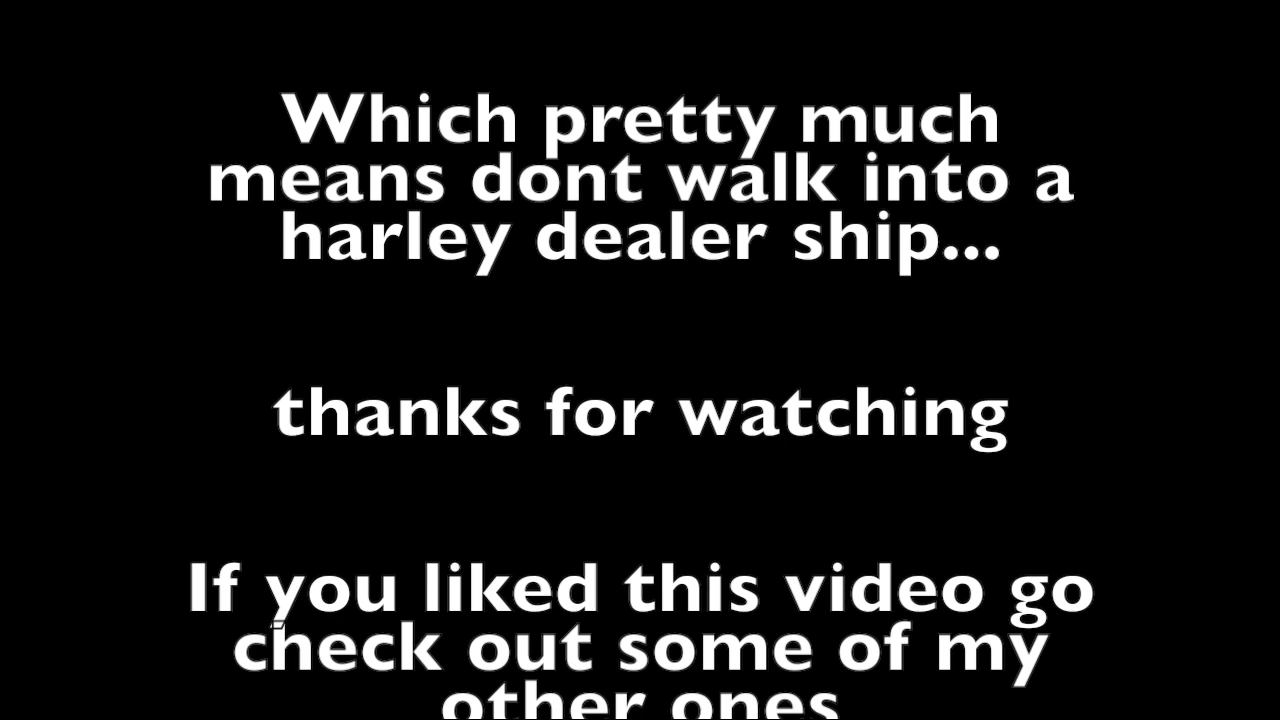 Which pretty much
means dont walk into a
harley dealer ship...
thanks for watching
If you liked this video go
check out some of my
other ones